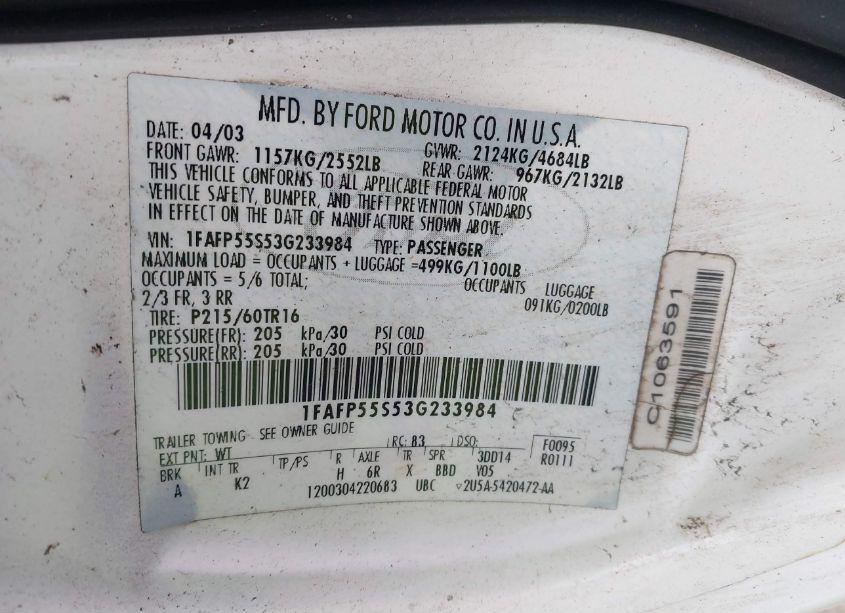 MFD. BY FORD MOTOR CO. IN U.S.A.
DATE: 04/03 GVWR: 2124KG/4684LB
FRONT GAWR: 1157KG/2552LB REAR GAWR: 967KG/2132LB
THIS VEHICLE CONFORMS TO ALL APPLICABLE FEDERAL MOTOR
VEHICLE SAFETY, BUMPER, AND THEFT PREVENTION STANDARDS
IN EFFECT ON THE DATE OF MANUFACTURE SHOWN ABOVE.
VIN: 1FAFP55S53G233984 TYPE: PASSENGER
MAXIMUM LOAD = OCCUPANTS + LUGGAGE =499KG/1100LB
OCCUPANTS = 5/6 TOTAL; OCCUPANTS LUGGAGE
2/3 FR, 3 RR 091KG/0200LB
TIRE: P215/60TR16
PRESSURE(FR): 205 kPa/30 PSI COLD
PRESSURE(RR): 205 kPa/30 PSI COLD
1FAFP55S53G233984
TRAILER TOWING - SEE OWNER GUIDE
EXT PNT: WT RC: 83 DSO: F0095
BRK INT TR TP/PS R AXLE TR SPR 3DD14 R0111
A K2 H 6R X BBD Y05
1200304220683 UBC ▽2U5A-5420472-AA
C1063591